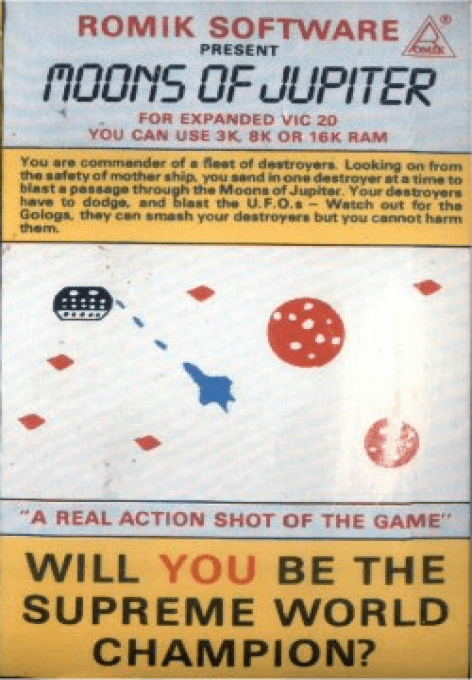 ROMIK SOFTWARE
ROMIK ®
PRESENT
MOONS OF JUPITER
FOR EXPANDED VIC 20
YOU CAN USE 3K, 8K OR 16K RAM
You are commander of a fleet of destroyers. Looking on from
the safety of mother ship, you send in one destroyer at a time to
blast a passage through the Moons of Jupiter. Your destroyers
have to dodge, and blast the U.F.O.s – Watch out for the
Gologs, they can smash your destroyers but you cannot harm
them.
"A REAL ACTION SHOT OF THE GAME"
WILL YOU BE THE
SUPREME WORLD
CHAMPION?